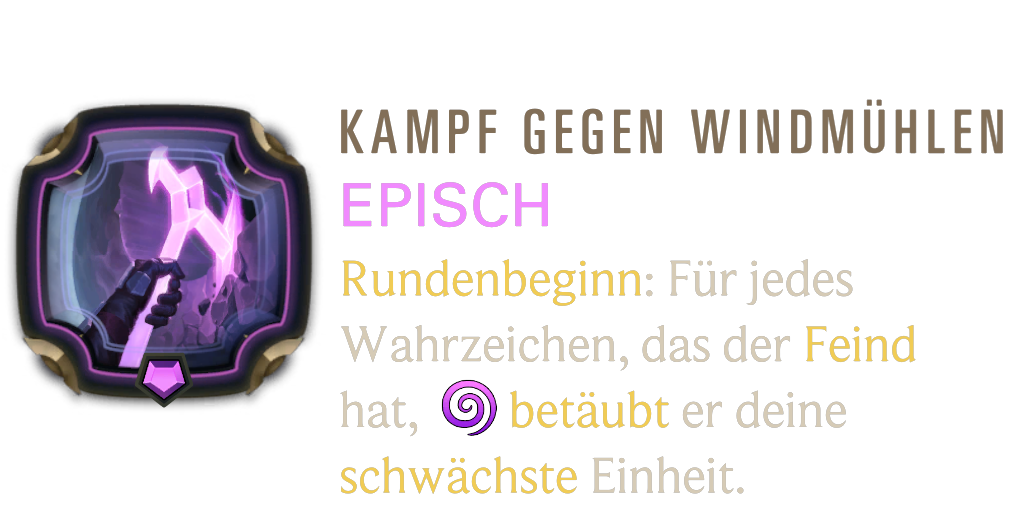 KAMPF GEGEN WINDMÜHLEN
EPISCH
Rundenbeginn: Für jedes
Wahrzeichen, das der Feind
hat, betäubt er deine
schwächste Einheit.